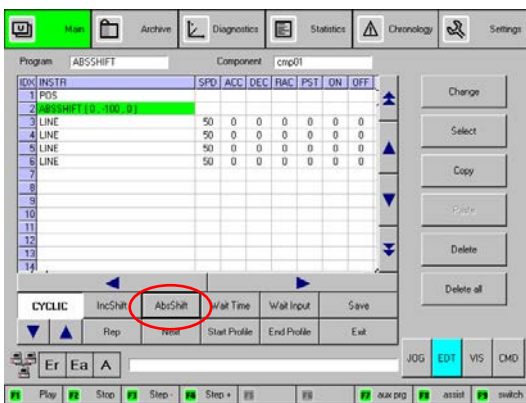 Main Archive Diagnostics Statistics Chronology Settings
Program ABSSHIFT Component cmp01
IDX INSTR SPD ACC DEC RAC PST ON OFF
1 POS
2 ABSSHIFT ( 0 , -100 , 0 )
3 LINE 50 0 0 0 0 0 0
4 LINE 50 0 0 0 0 0 0
5 LINE 50 0 0 0 0 0 0
6 LINE 50 0 0 0 0 0 0
7
8
9
10
11
12
13
14
Change
Select
Copy
Paste
Delete
Delete all
CYCLIC IncShift AbsShift Wait Time Wait Input Save
Rep Next Start Profile End Profile Exit
Er Ea A
JOG EDT VIS CMD
F1 Play F2 Stop F3 Step - F4 Step + F5 F6 F7 aux prg F8 assist F9 switch